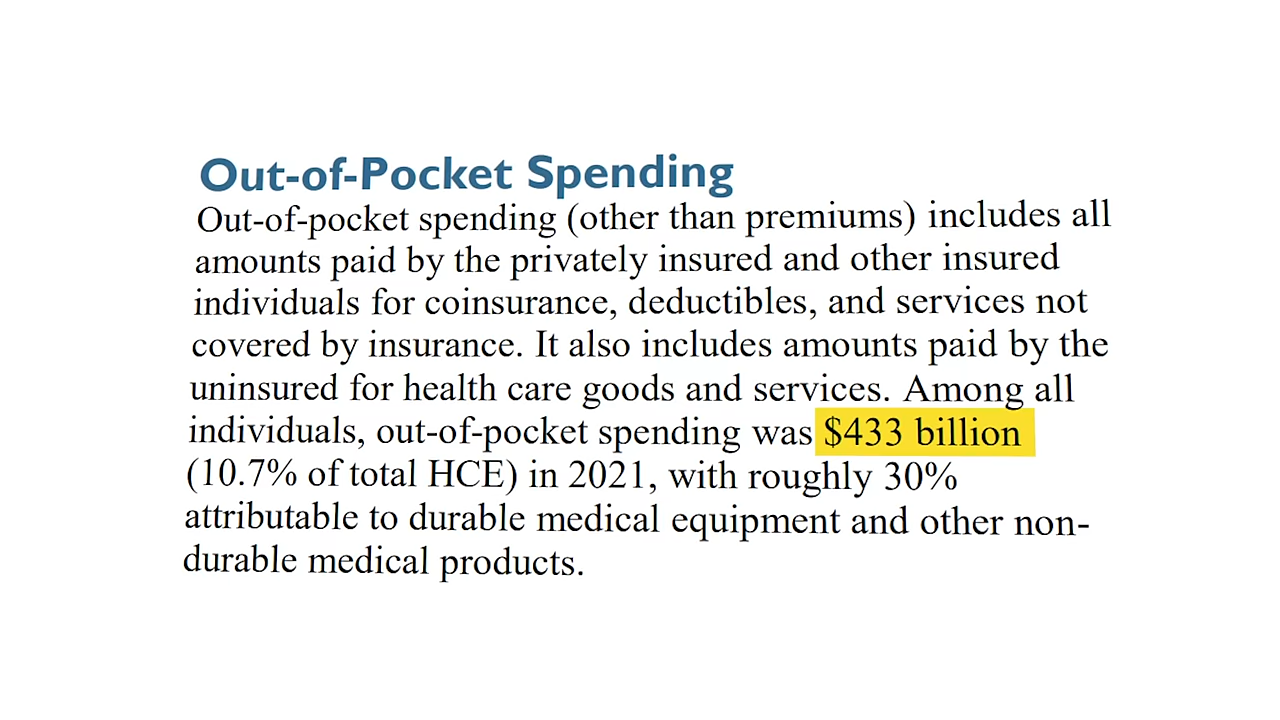 Out-of-Pocket Spending
Out-of-pocket spending (other than premiums) includes all
amounts paid by the privately insured and other insured
individuals for coinsurance, deductibles, and services not
covered by insurance. It also includes amounts paid by the
uninsured for health care goods and services. Among all
individuals, out-of-pocket spending was $433 billion
(10.7% of total HCE) in 2021, with roughly 30%
attributable to durable medical equipment and other non-
durable medical products.